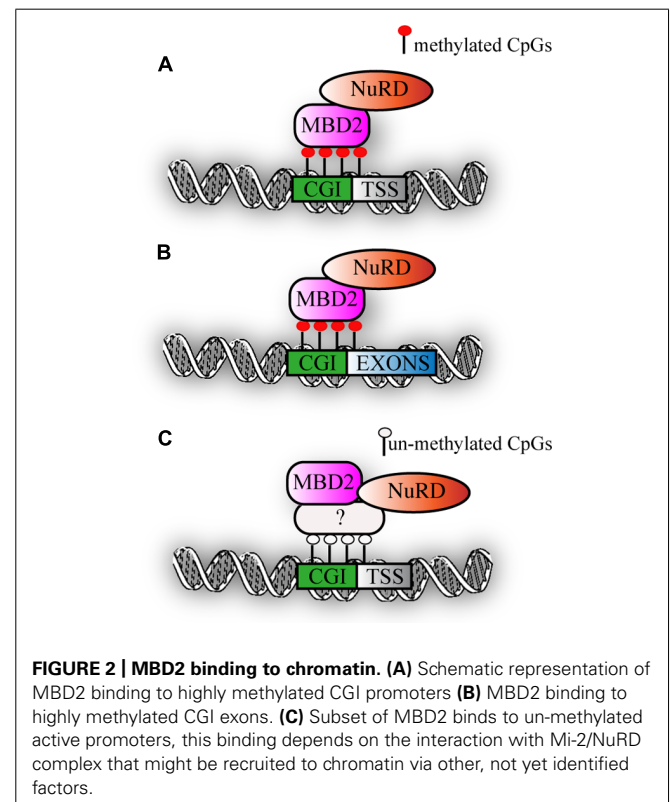 methylated CpGs
A
NuRD
MBD2
CGI TSS
B
NuRD
MBD2
CGI EXONS
C
un-methylated CpGs
MBD2
NuRD
?
CGI TSS
FIGURE 2 | MBD2 binding to chromatin. (A) Schematic representation of
MBD2 binding to highly methylated CGI promoters (B) MBD2 binding to
highly methylated CGI exons. (C) Subset of MBD2 binds to un-methylated
active promoters, this binding depends on the interaction with Mi-2/NuRD
complex that might be recruited to chromatin via other, not yet identified
factors.